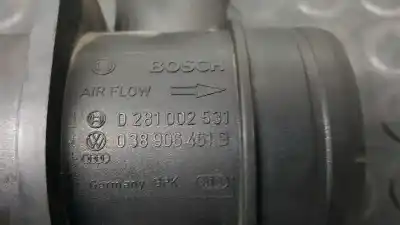 BOSCH
AIR FLOW
0 281 002 531
038 906 461 B
Germany